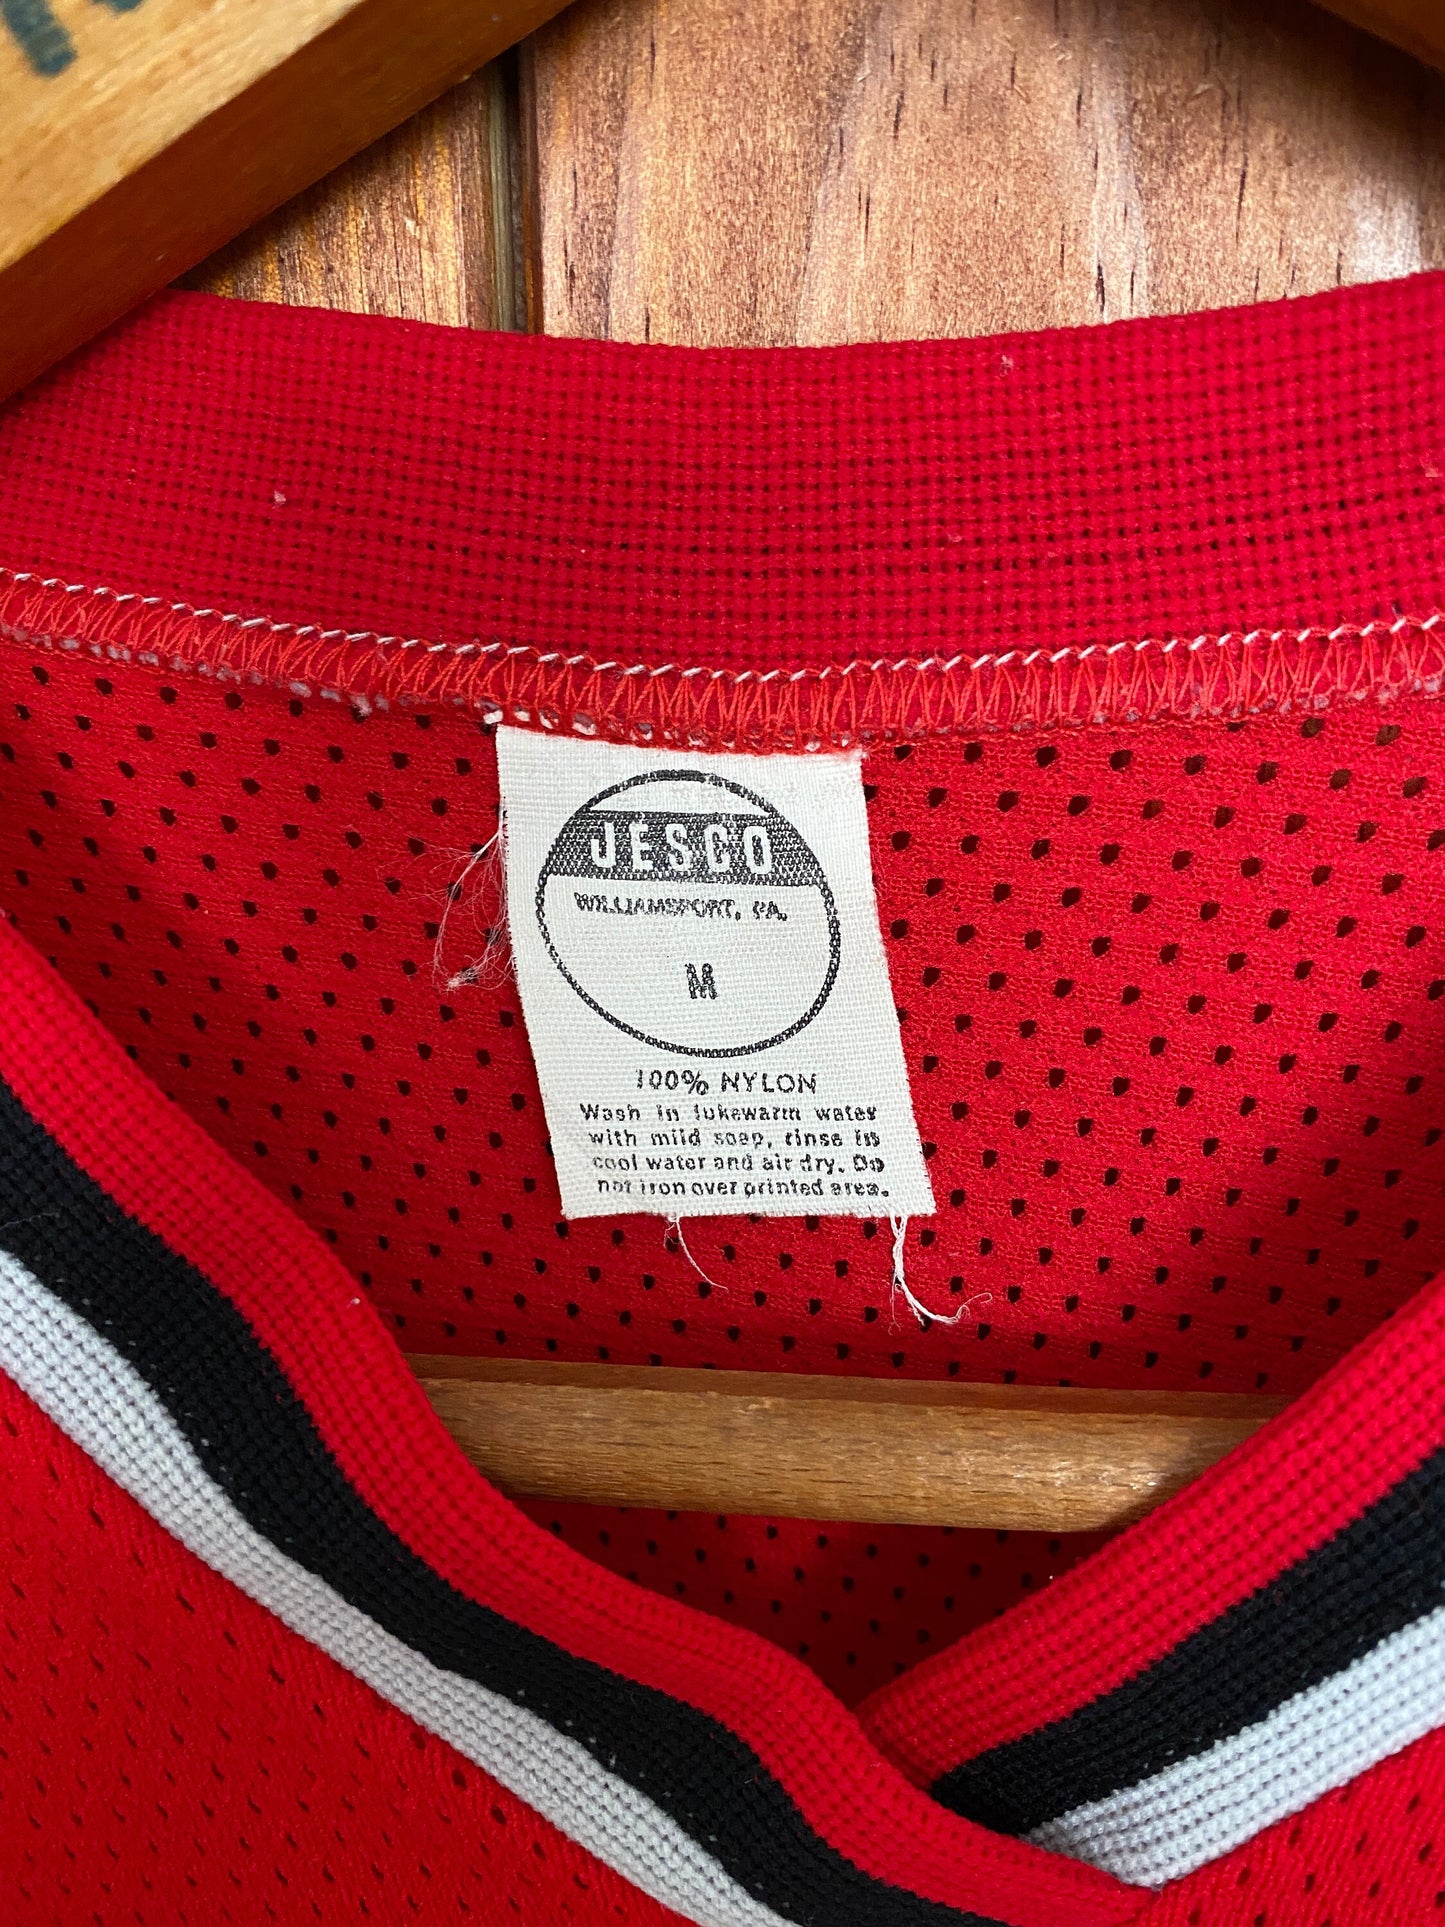 JESCO
WILLIAMSPORT, PA.
M
100% NYLON
Wash in lukewarm water
with mild soap, rinse in
cool water and air dry. Do
not iron over printed area.